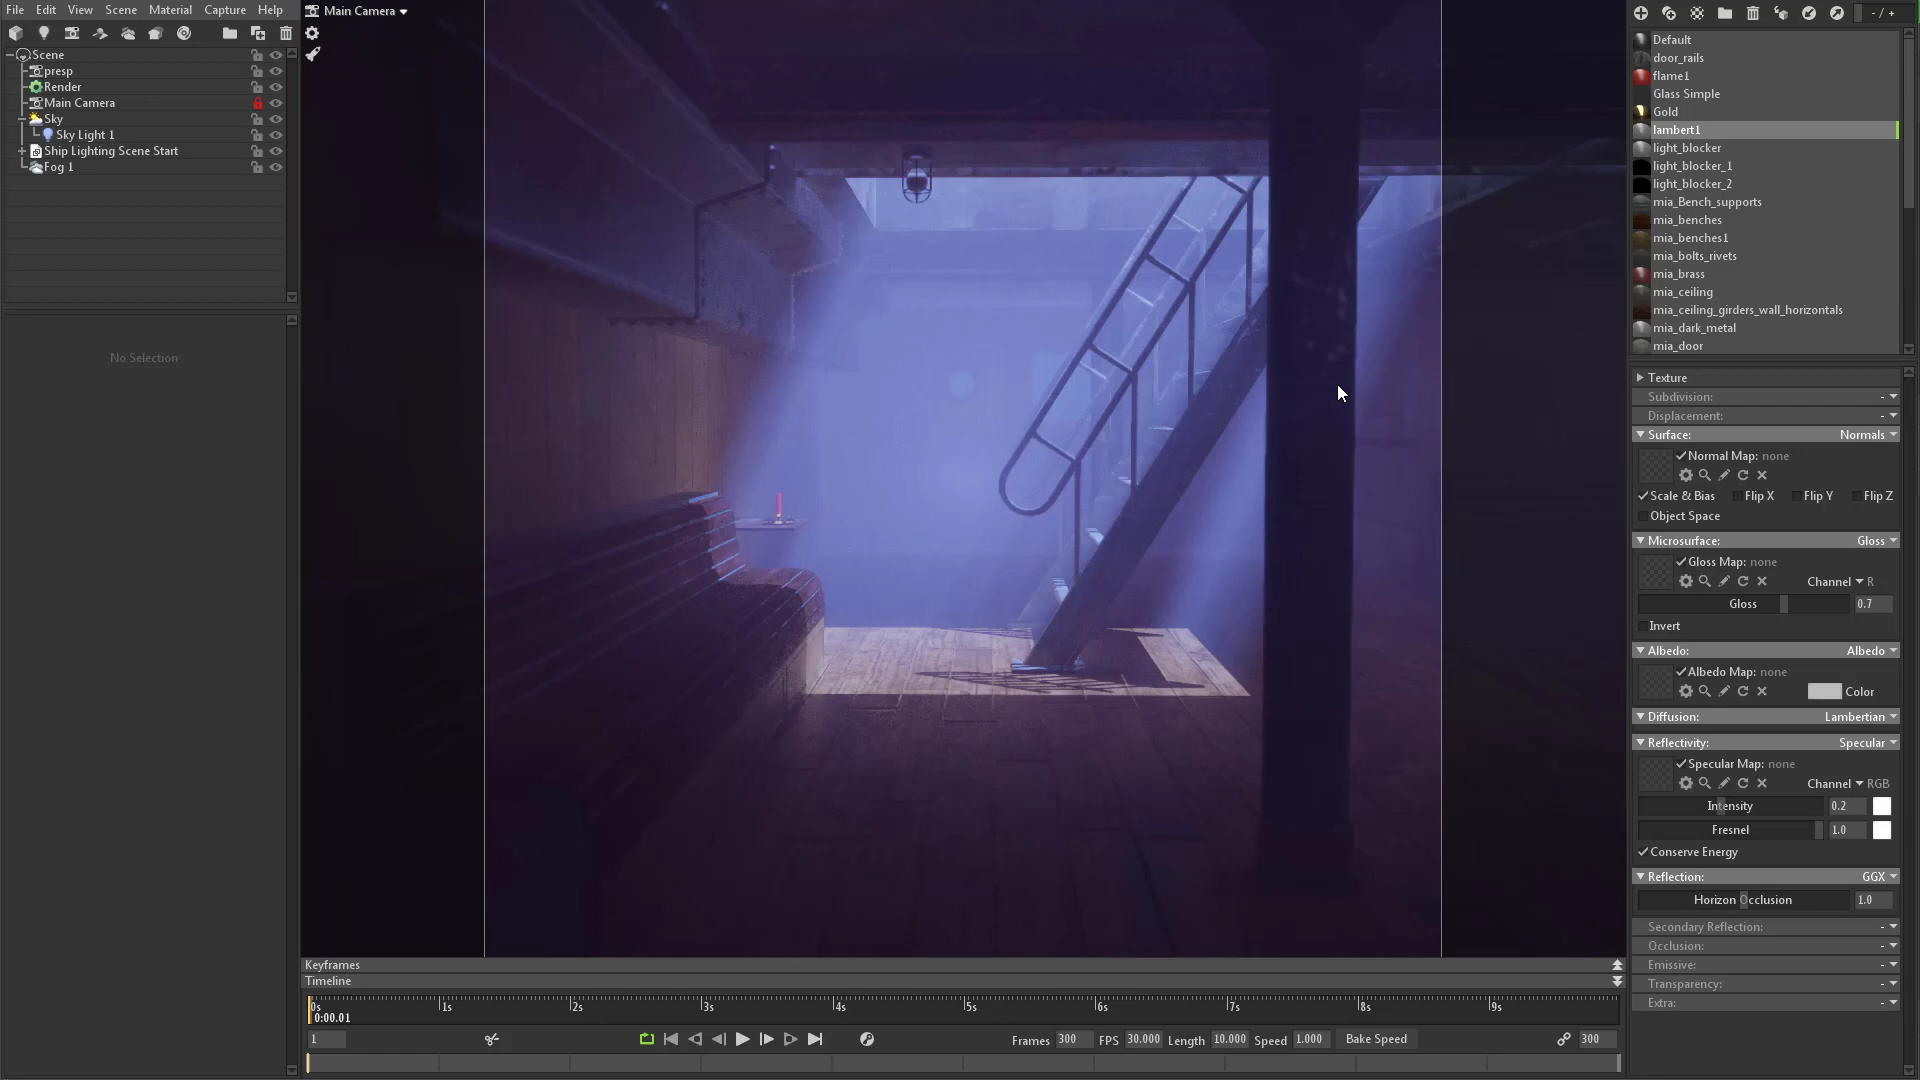 File Edit View Scene Material Capture Help
Scene
presp
Render
Main Camera
Sky
Sky Light 1
Ship Lighting Scene Start
Fog 1
No Selection
Main Camera
Keyframes
Timeline
0s 1s 2s 3s 4s 5s 6s 7s 8s 9s
0:00.01
1
Frames 300 FPS 30.000 Length 10.000 Speed 1.000 Bake Speed 300
- / +
Default
door_rails
flame1
Glass Simple
Gold
lambert1
light_blocker
light_blocker_1
light_blocker_2
mia_Bench_supports
mia_benches
mia_benches1
mia_bolts_rivets
mia_brass
mia_ceiling
mia_ceiling_girders_wall_horizontals
mia_dark_metal
mia_door
Texture
Subdivision: -
Displacement: -
Surface: Normals
Normal Map: none
Scale & Bias Flip X Flip Y Flip Z
Object Space
Microsurface: Gloss
Gloss Map: none
Channel R
Gloss 0.7
Invert
Albedo: Albedo
Albedo Map: none
Color
Diffusion: Lambertian
Reflectivity: Specular
Specular Map: none
Channel RGB
Intensity 0.2
Fresnel 1.0
Conserve Energy
Reflection: GGX
Horizon Occlusion 1.0
Secondary Reflection: -
Occlusion: -
Emissive: -
Transparency: -
Extra: -